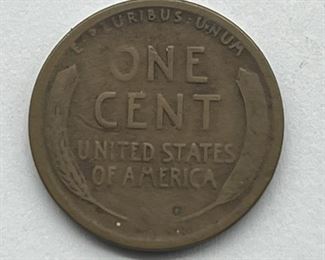 E·PLURIBUS·UNUM
ONE
CENT
UNITED STATES
OF AMERICA